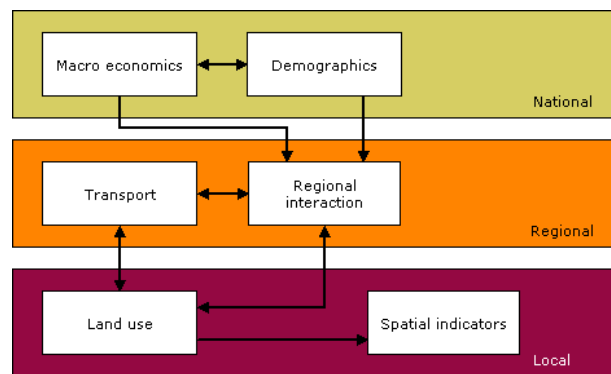 Macro economics
Demographics
National
Transport
Regional
interaction
Regional
Land use
Spatial indicators
Local